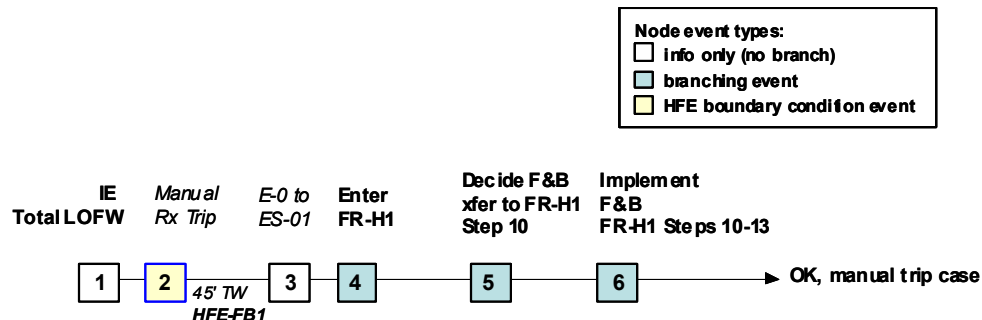 Node event types:
info only (no branch)
branching event
HFE boundary condition event
IE
Total LOFW
Manual
Rx Trip
E-0 to
ES-01
Enter
FR-H1
Decide F&B
xfer to FR-H1
Step 10
Implement
F&B
FR-H1 Steps 10-13
1
2
45' TW
HFE-FB1
3
4
5
6
OK, manual trip case